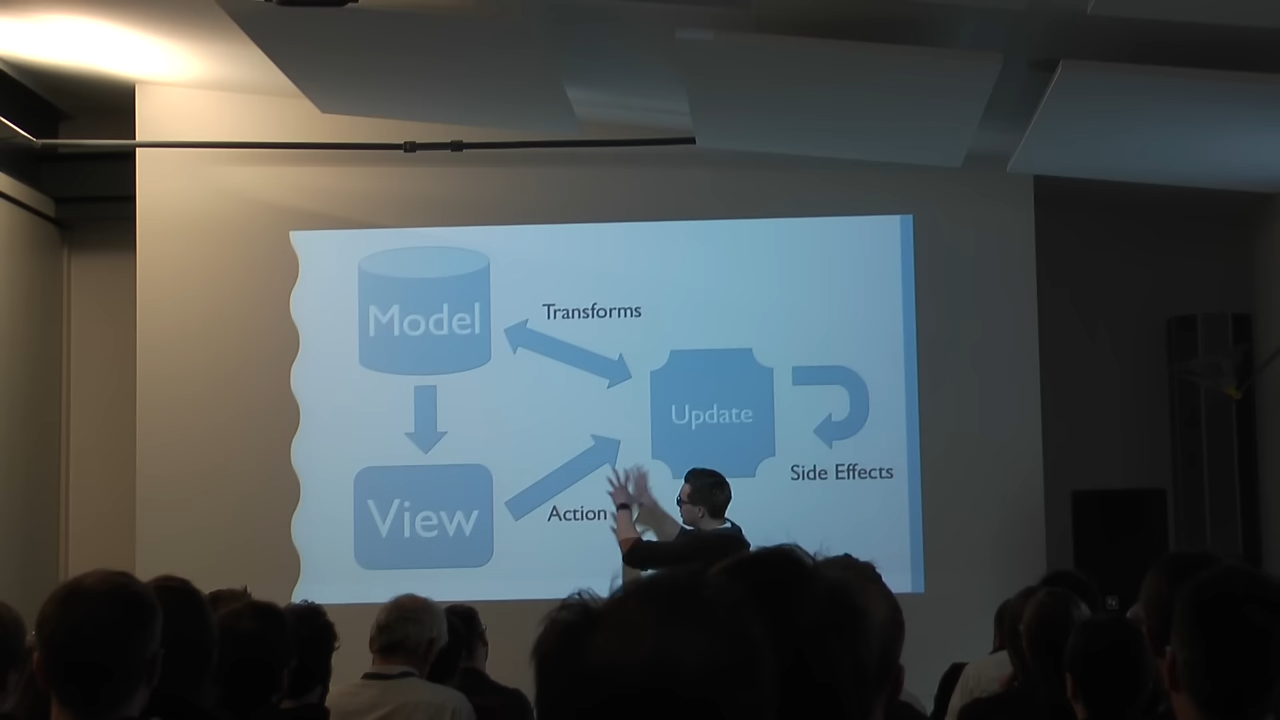 Model
Transforms
Update
Side Effects
View
Action